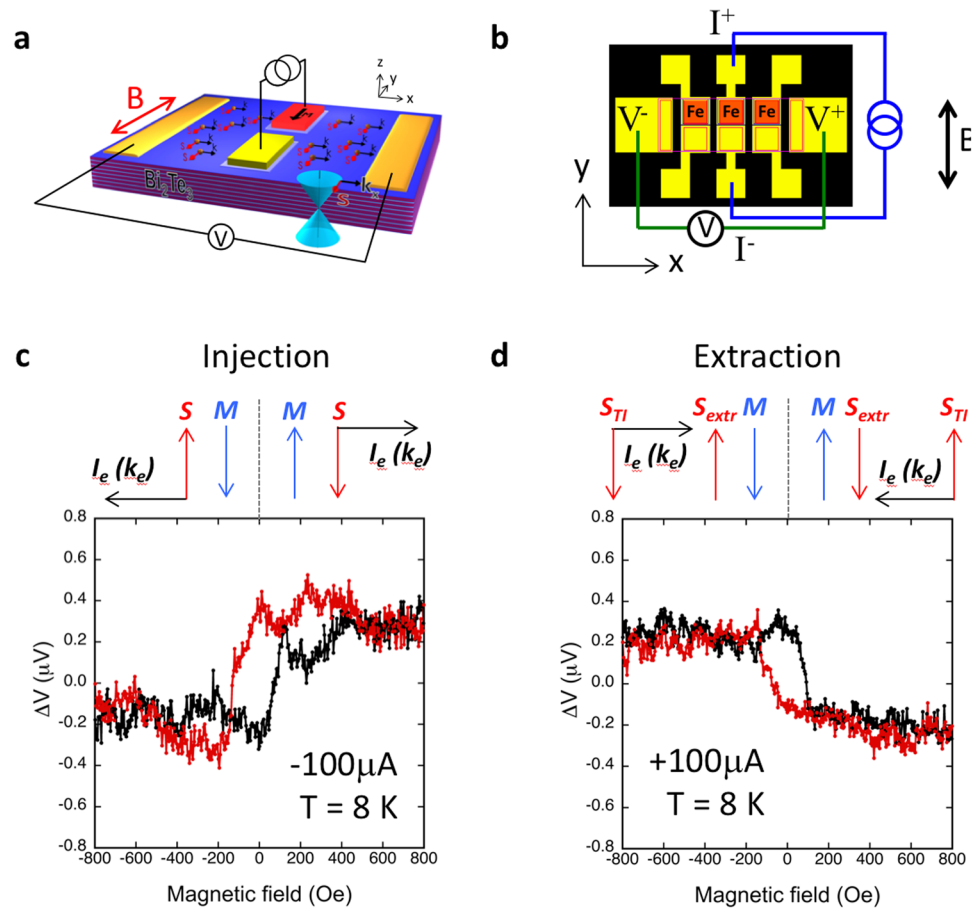 a
B
z
y
x
k
s
Bi2Te3
kx
S
V
b
I+
Fe Fe Fe
V- V+
B
V
I-
y
x
c Injection
S M M S
Ie (ke) Ie (ke)
ΔV (μV)
0.8
0.6
0.4
0.2
0.0
-0.2
-0.4
-0.6
-0.8
-100μA
T = 8 K
-800 -600 -400 -200 0 200 400 600 800
Magnetic field (Oe)
d Extraction
STI Sextr M M Sextr STI
Ie (ke) Ie (ke)
ΔV (μV)
0.8
0.6
0.4
0.2
0.0
-0.2
-0.4
-0.6
-0.8
+100μA
T = 8 K
-800 -600 -400 -200 0 200 400 600 800
Magnetic field (Oe)